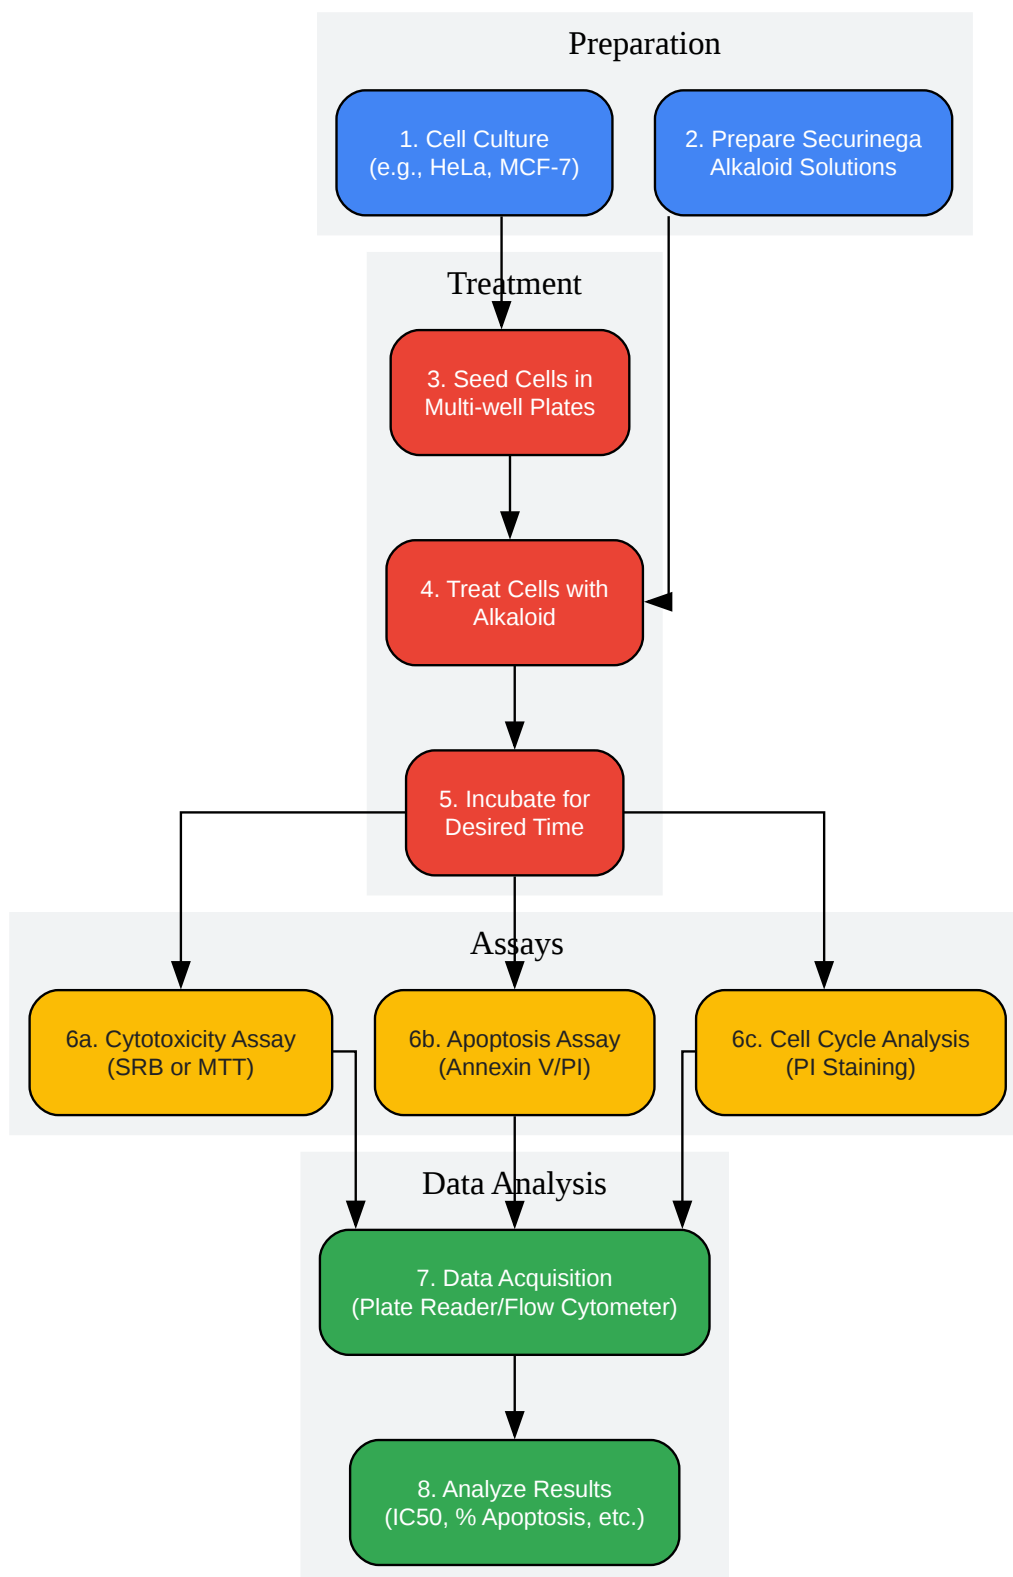 Preparation
1. Cell Culture
(e.g., HeLa, MCF-7)
2. Prepare Securinega
Alkaloid Solutions
Treatment
3. Seed Cells in
Multi-well Plates
4. Treat Cells with
Alkaloid
5. Incubate for
Desired Time
Assays
6a. Cytotoxicity Assay
(SRB or MTT)
6b. Apoptosis Assay
(Annexin V/PI)
6c. Cell Cycle Analysis
(PI Staining)
Data Analysis
7. Data Acquisition
(Plate Reader/Flow Cytometer)
8. Analyze Results
(IC50, % Apoptosis, etc.)